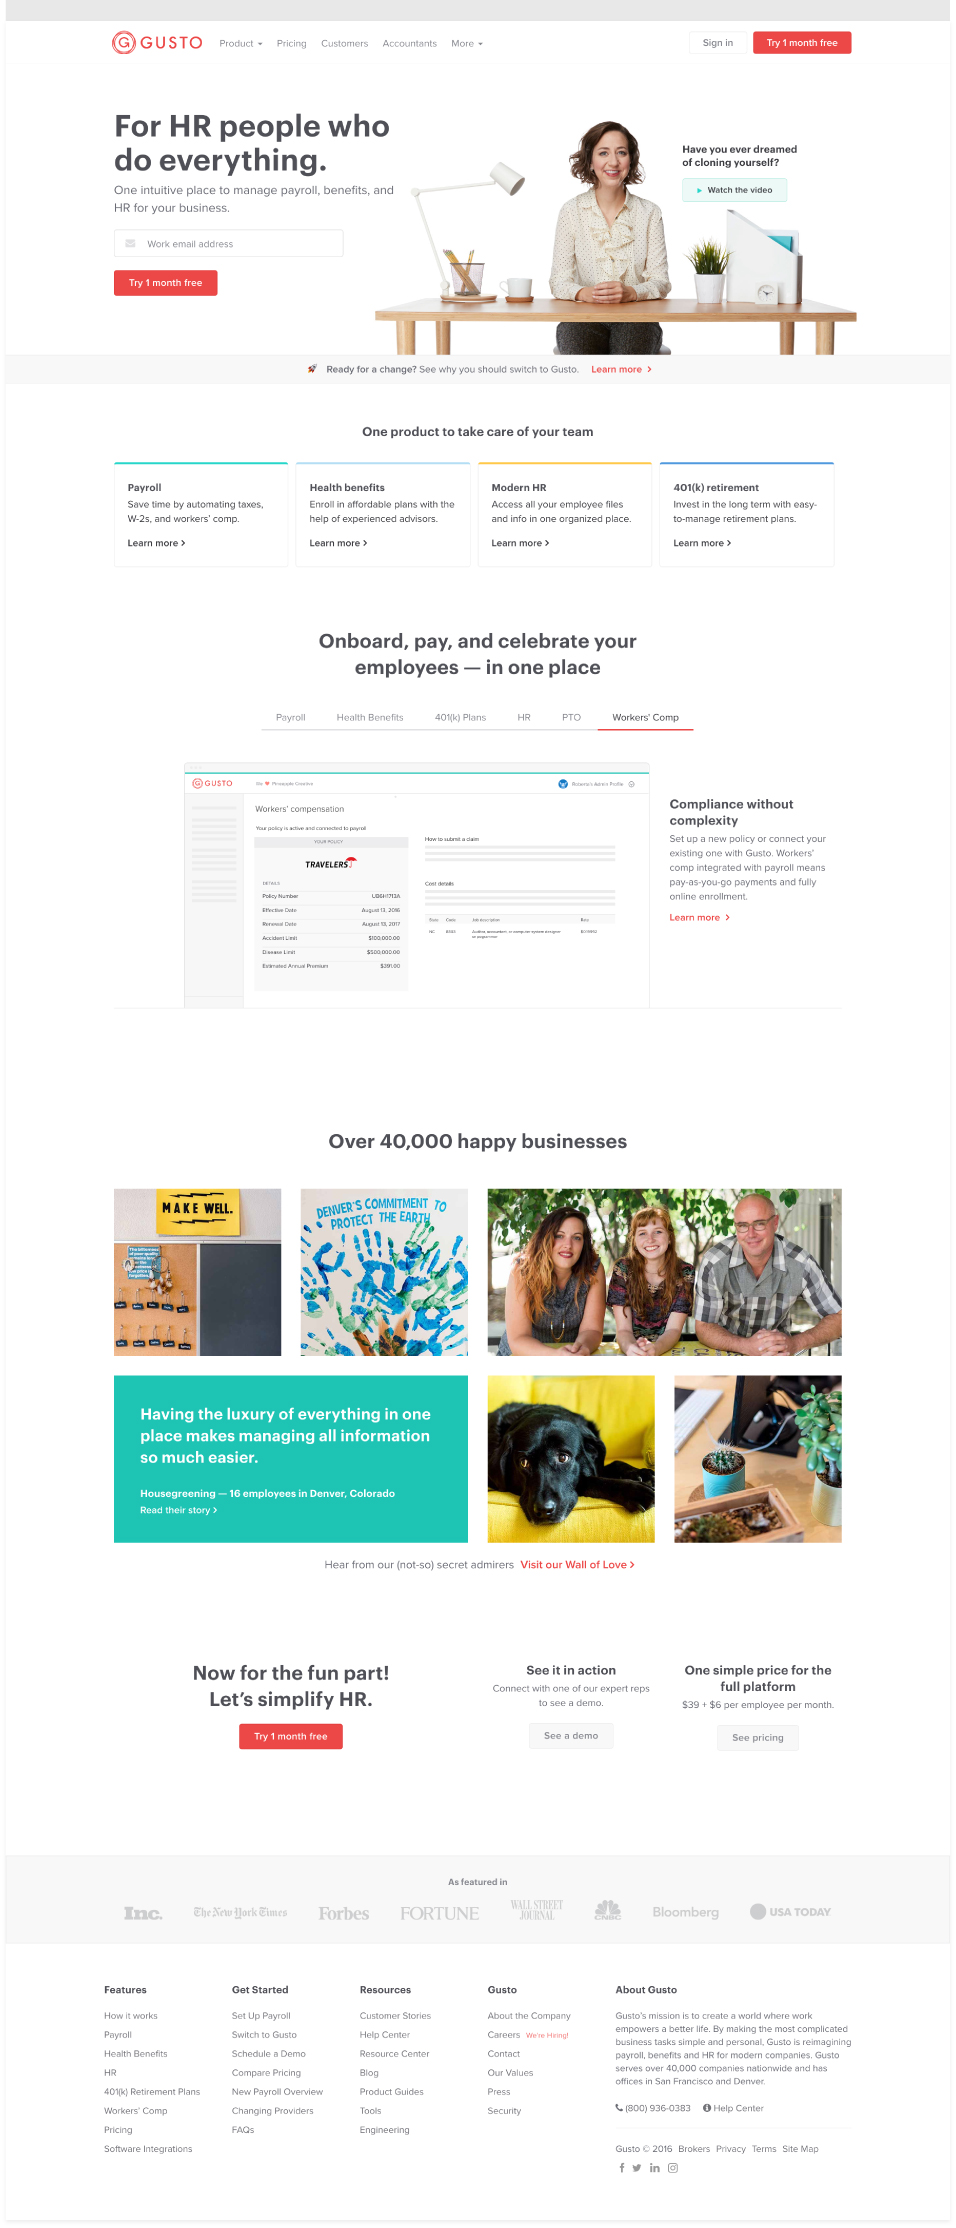 GUSTO
Product
Pricing
Customers
Accountants
More
Sign in
Try 1 month free
For HR people who
do everything.
One intuitive place to manage payroll, benefits, and
HR for your business.
Work email address
Try 1 month free
Have you ever dreamed
of cloning yourself?
Watch the video
Ready for a change? See why you should switch to Gusto. Learn more
One product to take care of your team
Payroll
Save time by automating taxes,
W-2s, and workers' comp.
Learn more
Health benefits
Enroll in affordable plans with the
help of experienced advisors.
Learn more
Modern HR
Access all your employee files
and info in one organized place.
Learn more
401(k) retirement
Invest in the long term with easy-
to-manage retirement plans.
Learn more
Onboard, pay, and celebrate your
employees — in one place
Payroll
Health Benefits
401(k) Plans
HR
PTO
Workers' Comp
GUSTO
Roberta's Admin Profile
Workers' compensation
Your policy is active and connected to payroll
YOUR POLICY
TRAVELERS
DETAILS
Policy Number
Effective Date August 13, 2016
Renewal Date August 13, 2017
Accident Limit $100,000.00
Disease Limit $500,000.00
Estimated Annual Premium $391.00
How to submit a claim
Cost details
State Code Job description Rate
Compliance without
complexity
Set up a new policy or connect your
existing one with Gusto. Workers'
comp integrated with payroll means
pay-as-you-go payments and fully
online enrollment.
Learn more
Over 40,000 happy businesses
MAKE WELL.
DENVER'S COMMITMENT TO
PROTECT THE EARTH
Having the luxury of everything in one
place makes managing all information
so much easier.
Housegreening — 16 employees in Denver, Colorado
Read their story
Hear from our (not-so) secret admirers Visit our Wall of Love
Now for the fun part!
Let's simplify HR.
Try 1 month free
See it in action
Connect with one of our expert reps
to see a demo.
See a demo
One simple price for the
full platform
$39 + $6 per employee per month.
See pricing
As featured in
Inc.
The New York Times
Forbes
FORTUNE
WALL STREET
JOURNAL
CNBC
Bloomberg
USA TODAY
Features
How it works
Payroll
Health Benefits
HR
401(k) Retirement Plans
Workers' Comp
Pricing
Software Integrations
Get Started
Set Up Payroll
Switch to Gusto
Schedule a Demo
Compare Pricing
New Payroll Overview
Changing Providers
FAQs
Resources
Customer Stories
Help Center
Resource Center
Blog
Product Guides
Tools
Engineering
Gusto
About the Company
Careers We're Hiring!
Contact
Our Values
Press
Security
About Gusto
Gusto's mission is to create a world where work
empowers a better life. By making the most complicated
business tasks simple and personal, Gusto is reimagining
payroll, benefits and HR for modern companies. Gusto
serves over 40,000 companies nationwide and has
offices in San Francisco and Denver.
(800) 936-0383 Help Center
Gusto © 2016 Brokers Privacy Terms Site Map